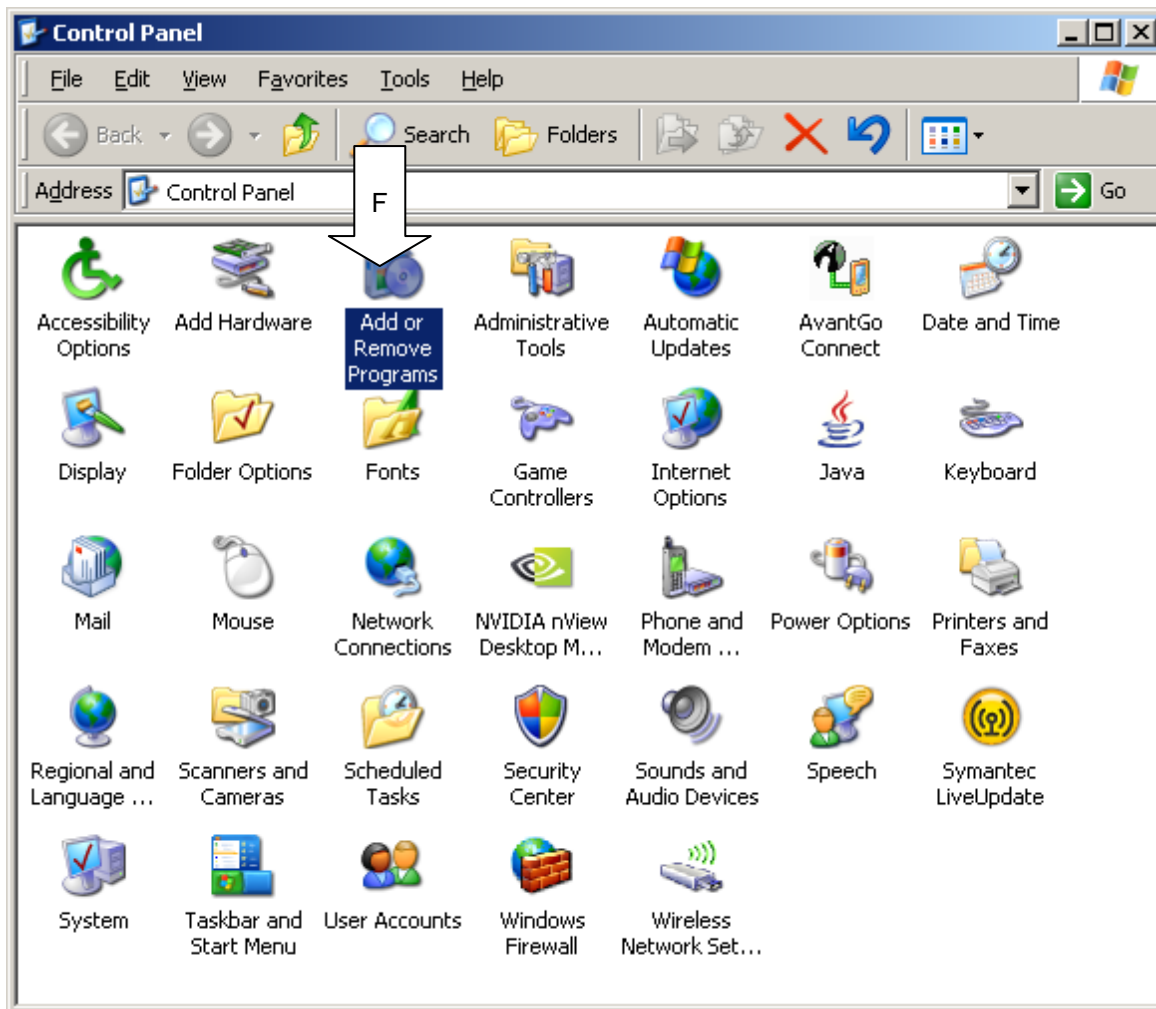 Control Panel
File Edit View Favorites Tools Help
Back Search Folders
Address Control Panel Go
F
Accessibility Options
Add Hardware
Add or Remove Programs
Administrative Tools
Automatic Updates
AvantGo Connect
Date and Time
Display
Folder Options
Fonts
Game Controllers
Internet Options
Java
Keyboard
Mail
Mouse
Network Connections
NVIDIA nView Desktop M...
Phone and Modem ...
Power Options
Printers and Faxes
Regional and Language ...
Scanners and Cameras
Scheduled Tasks
Security Center
Sounds and Audio Devices
Speech
Symantec LiveUpdate
System
Taskbar and Start Menu
User Accounts
Windows Firewall
Wireless Network Set...